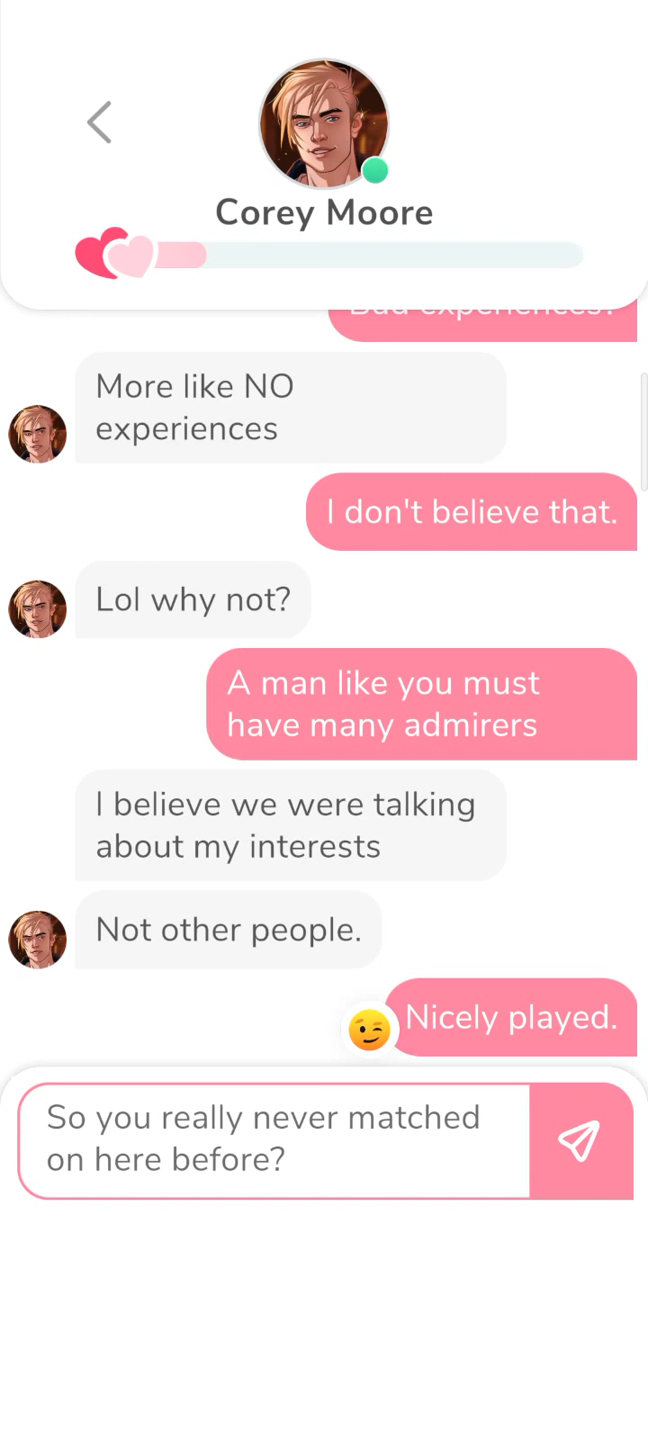 Corey Moore
Bad experiences?
More like NO
experiences
I don't believe that.
Lol why not?
A man like you must
have many admirers
I believe we were talking
about my interests
Not other people.
Nicely played.
So you really never matched
on here before?